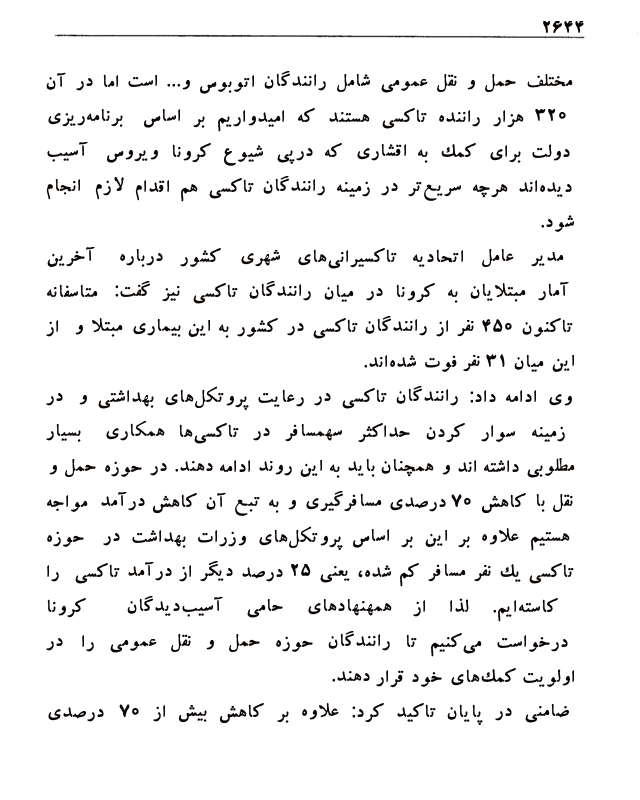 ۲۶۴۴
مختلف حمل و نقل عمومی شامل رانندگان اتوبوس و... است اما در آن
۳۲۰ هزار راننده تاکسی هستند که امیدواریم بر اساس برنامه‌ریزی
دولت برای کمك به اقشاری که درپی شیوع کرونا ویروس آسیب
دیده‌اند هرچه سریع‌تر در زمینه رانندگان تاکسی هم اقدام لازم انجام
شود.
مدیر عامل اتحادیه تاکسیرانی‌های شهری کشور درباره آخرین
آمار مبتلایان به کرونا در میان رانندگان تاکسی نیز گفت: متاسفانه
تاکنون ۴۵۰ نفر از رانندگان تاکسی در کشور به این بیماری مبتلا و از
این میان ۳۱ نفر فوت شده‌اند.
وی ادامه داد: رانندگان تاکسی در رعایت پروتکل‌های بهداشتی و در
زمینه سوار کردن حداکثر سه‌مسافر در تاکسی‌ها همکاری بسیار
مطلوبی داشته اند و همچنان باید به این روند ادامه دهند. در حوزه حمل و
نقل با کاهش ۷۰ درصدی مسافرگیری و به تبع آن کاهش درآمد مواجه
هستیم علاوه بر این بر اساس پروتکل‌های وزرات بهداشت در حوزه
تاکسی یك نفر مسافر کم شده، یعنی ۲۵ درصد دیگر از درآمد تاکسی را
کاسته‌ایم. لذا از همه‌نهادهای حامی آسیب‌دیدگان کرونا
درخواست می‌کنیم تا رانندگان حوزه حمل و نقل عمومی را در
اولویت کمك‌های خود قرار دهند.
ضامنی در پایان تاکید کرد: علاوه بر کاهش بیش از ۷۰ درصدی